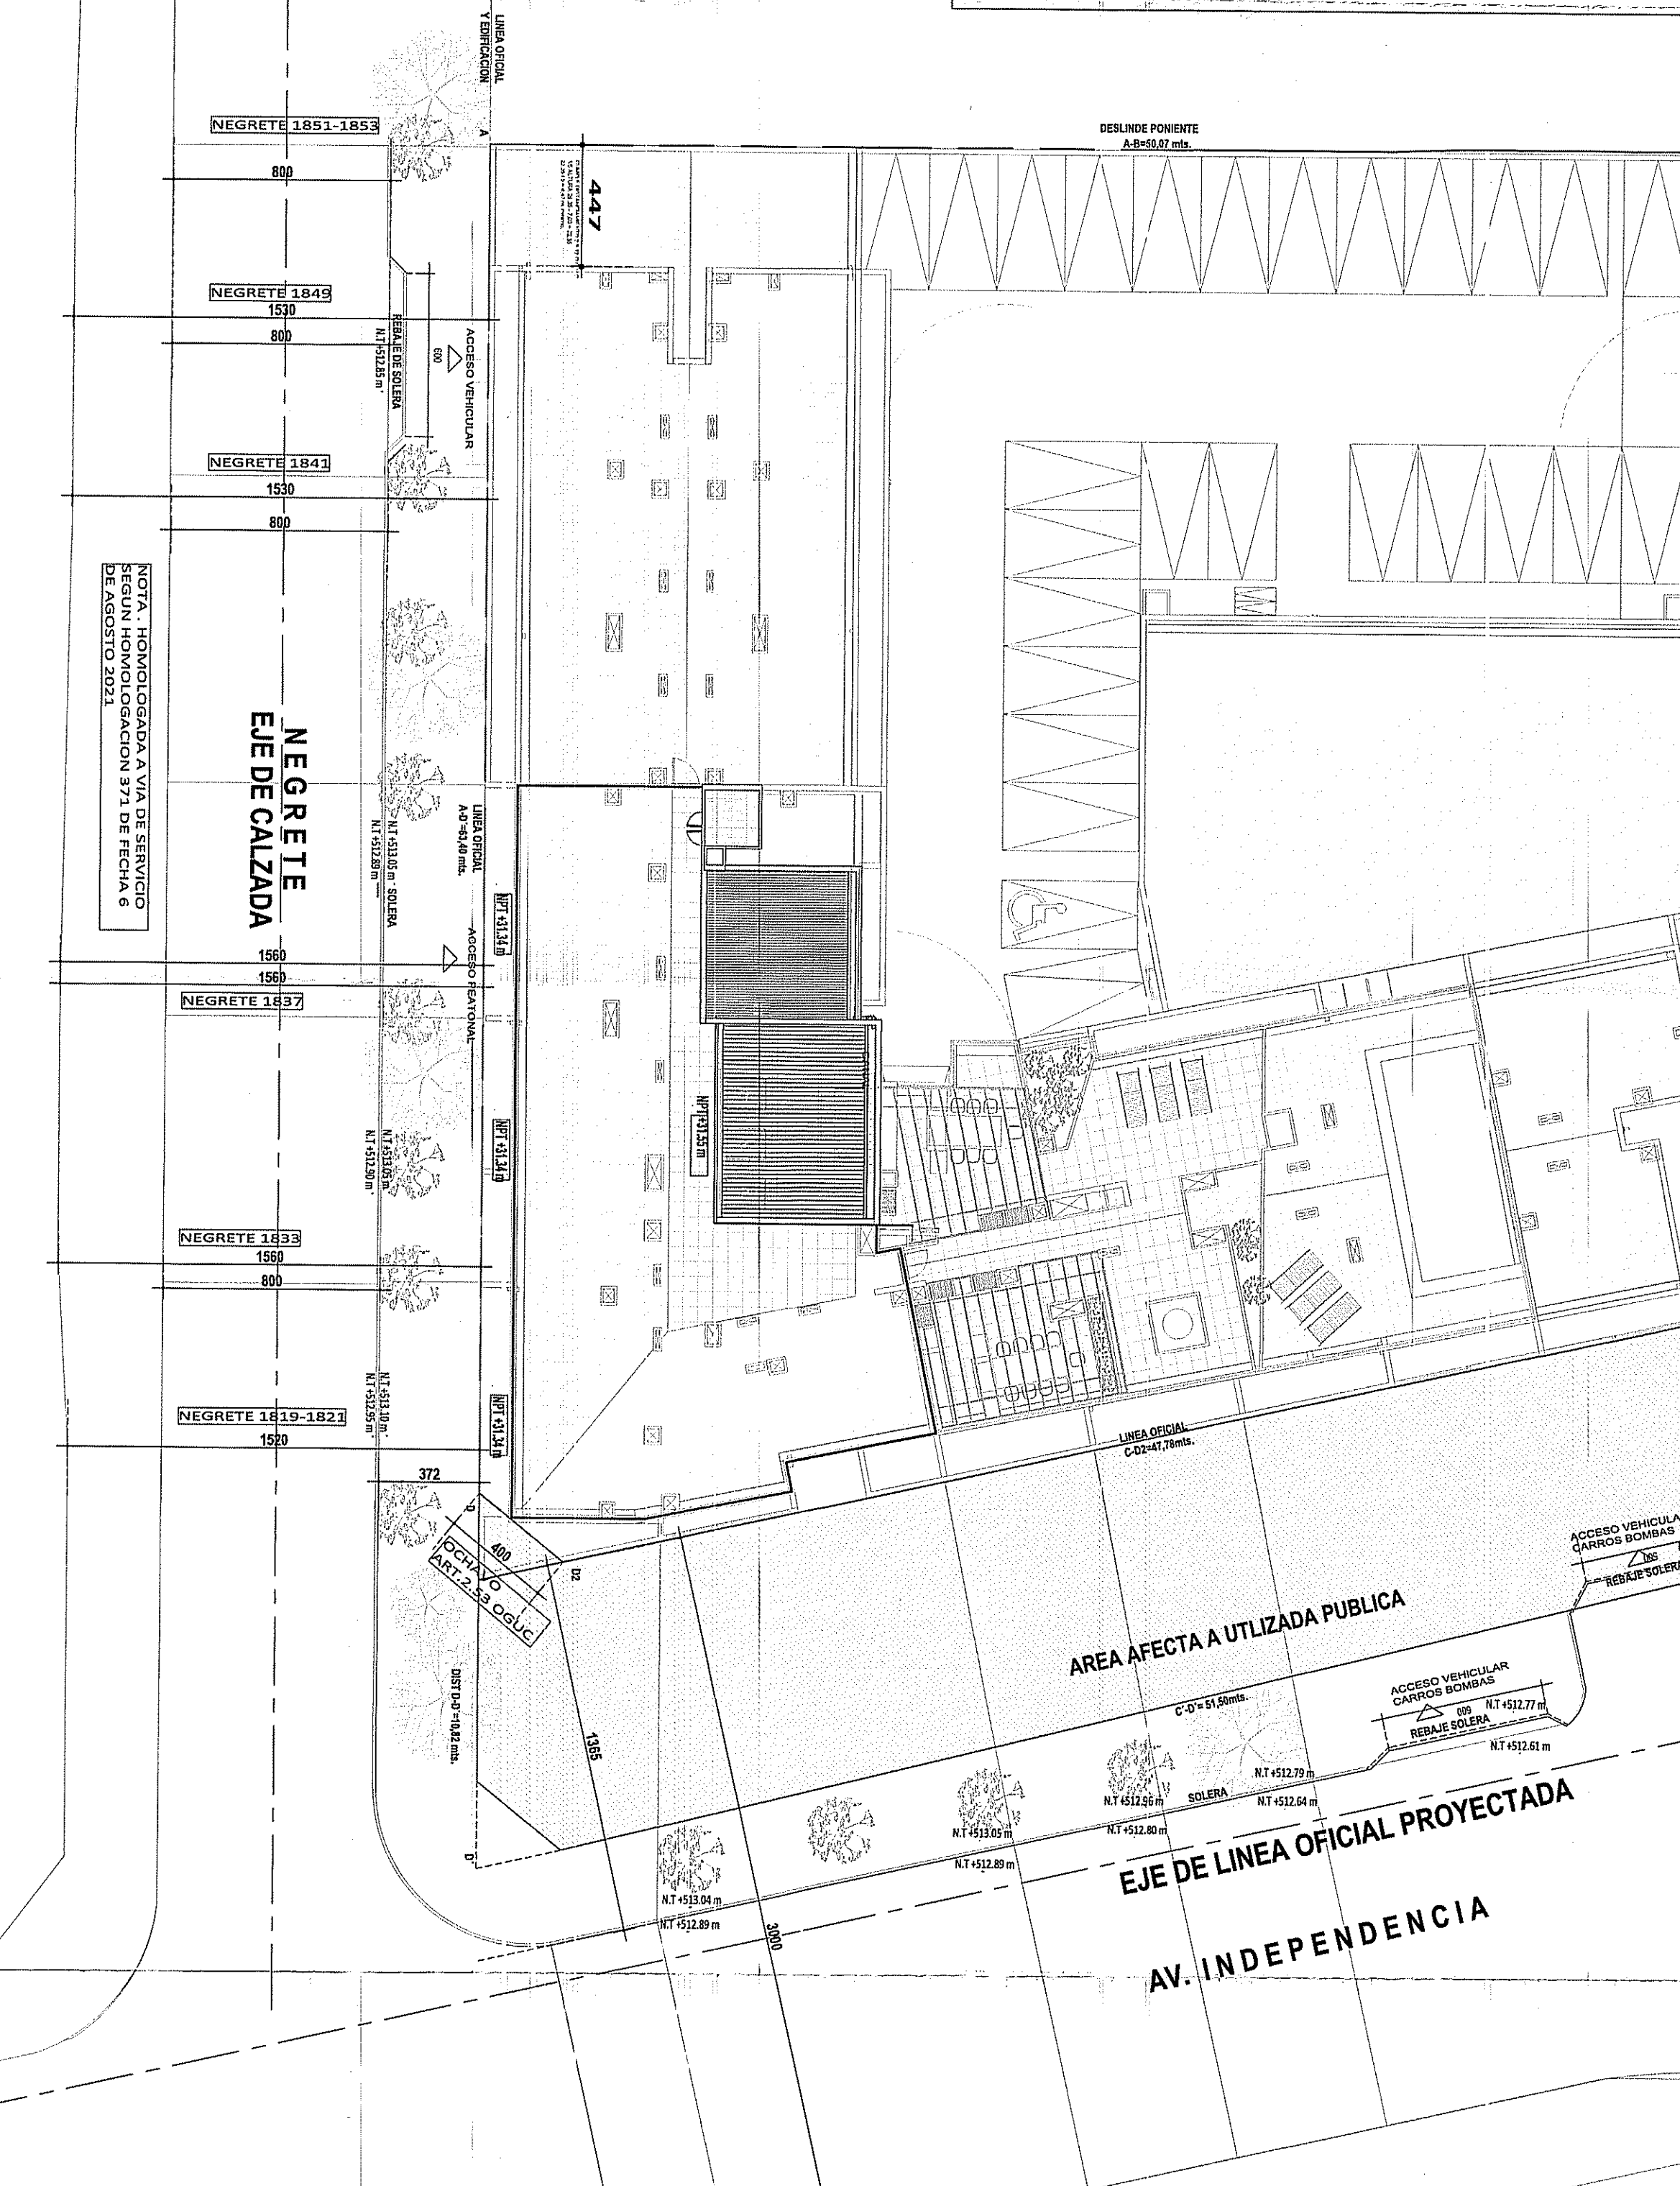 LINEA OFICIAL
Y EDIFICACION
A
DESLINDE PONIENTE
A-B=50,07 mts.
NEGRETE 1851-1853
800
447
NEGRETE 1849
1530
800
REBAJE DE SOLERA
N.T +512.85 m
600
ACCESO VEHICULAR
NEGRETE 1841
1530
800
NOTA . HOMOLOGADA A VIA DE SERVICIO
SEGUN HOMOLOGACION 371 DE FECHA 6
DE AGOSTO 2021
NEGRETE
EJE DE CALZADA
N.T +513.05 m
SOLERA
N.T +512.89 m
LINEA OFICIAL
A-D'=63,40 mts.
ACCESO PEATONAL
NPT +31.34 m
1560
1560
NEGRETE 1837
NPT +31.34 m
NPT +31.55 m
N.T +513.05 m
N.T +512.90 m
NEGRETE 1833
1560
800
N.T +513.10 m
N.T +512.95 m
NEGRETE 1819-1821
1520
NPT +31.34 m
372
D
400
OCHAVO
ART.2.53 OGUC
D2
LINEA OFICIAL
C-D2=47,78mts.
DIST D-D'=10,82 mts.
1365
AREA AFECTA A UTLIZADA PUBLICA
C'-D'= 51,50mts.
ACCESO VEHICULA
CARROS BOMBAS
REBAJE SOLERA
ACCESO VEHICULAR
CARROS BOMBAS
600
N.T +512.77 m
REBAJE SOLERA
N.T +512.61 m
D'
N.T +513.04 m
N.T +512.89 m
N.T +513.05 m
N.T +512.89 m
N.T +512.96 m
N.T +512.80 m
SOLERA
N.T +512.79 m
N.T +512.64 m
3000
EJE DE LINEA OFICIAL PROYECTADA
AV. INDEPENDENCIA